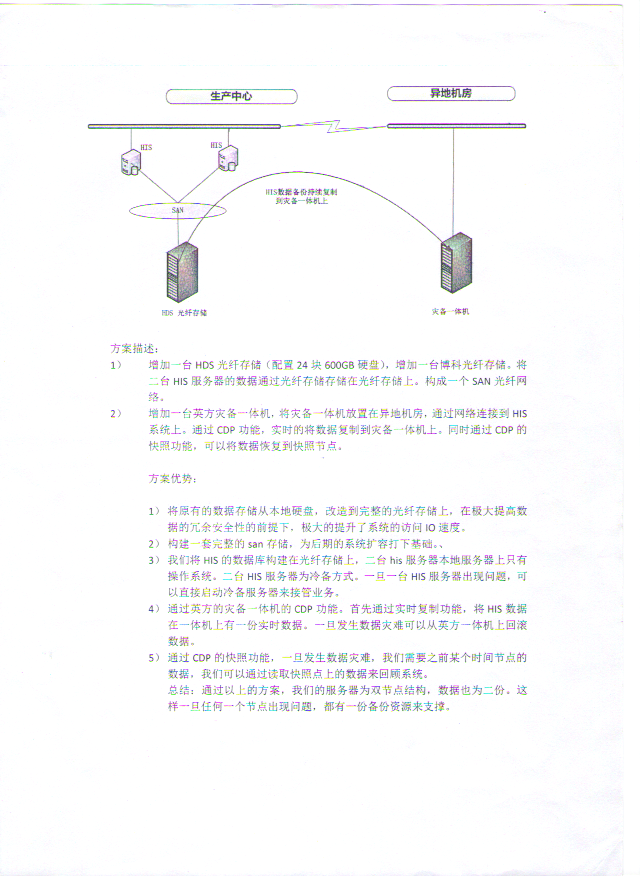 生产中心
异地机房
HIS
HIS
HIS数据备份持续复制
到灾备一体机上
SAN
HDS 光纤存储
灾备一体机
方案描述：
1） 增加一台 HDS 光纤存储（配置 24 块 600GB 硬盘），增加一台博科光纤存储。将
二台 HIS 服务器的数据通过光纤存储存储在光纤存储上。构成一个 SAN 光纤网
络。
2） 增加一台英方灾备一体机，将灾备一体机放置在异地机房，通过网络连接到 HIS
系统上。通过 CDP 功能，实时的将数据复制到灾备一体机上。同时通过 CDP 的
快照功能，可以将数据恢复到快照节点。
方案优势：
1） 将原有的数据存储从本地硬盘，改造到完整的光纤存储上，在极大提高数
据的冗余安全性的前提下，极大的提升了系统的访问 IO 速度。
2） 构建一套完整的 san 存储，为后期的系统扩容打下基础。、
3） 我们将 HIS 的数据库构建在光纤存储上，二台 his 服务器本地服务器上只有
操作系统。二台 HIS 服务器为冷备方式。一旦一台 HIS 服务器出现问题，可
以直接启动冷备服务器来接管业务。
4） 通过英方的灾备一体机的 CDP 功能。首先通过实时复制功能，将 HIS 数据
在一体机上有一份实时数据。一旦发生数据灾难可以从英方一体机上回滚
数据。
5） 通过 CDP 的快照功能，一旦发生数据灾难，我们需要之前某个时间节点的
数据，我们可以通过读取快照点上的数据来回顾系统。
总结：通过以上的方案，我们的服务器为双节点结构，数据也为二份。这
样一旦任何一个节点出现问题，都有一份备份资源来支撑。